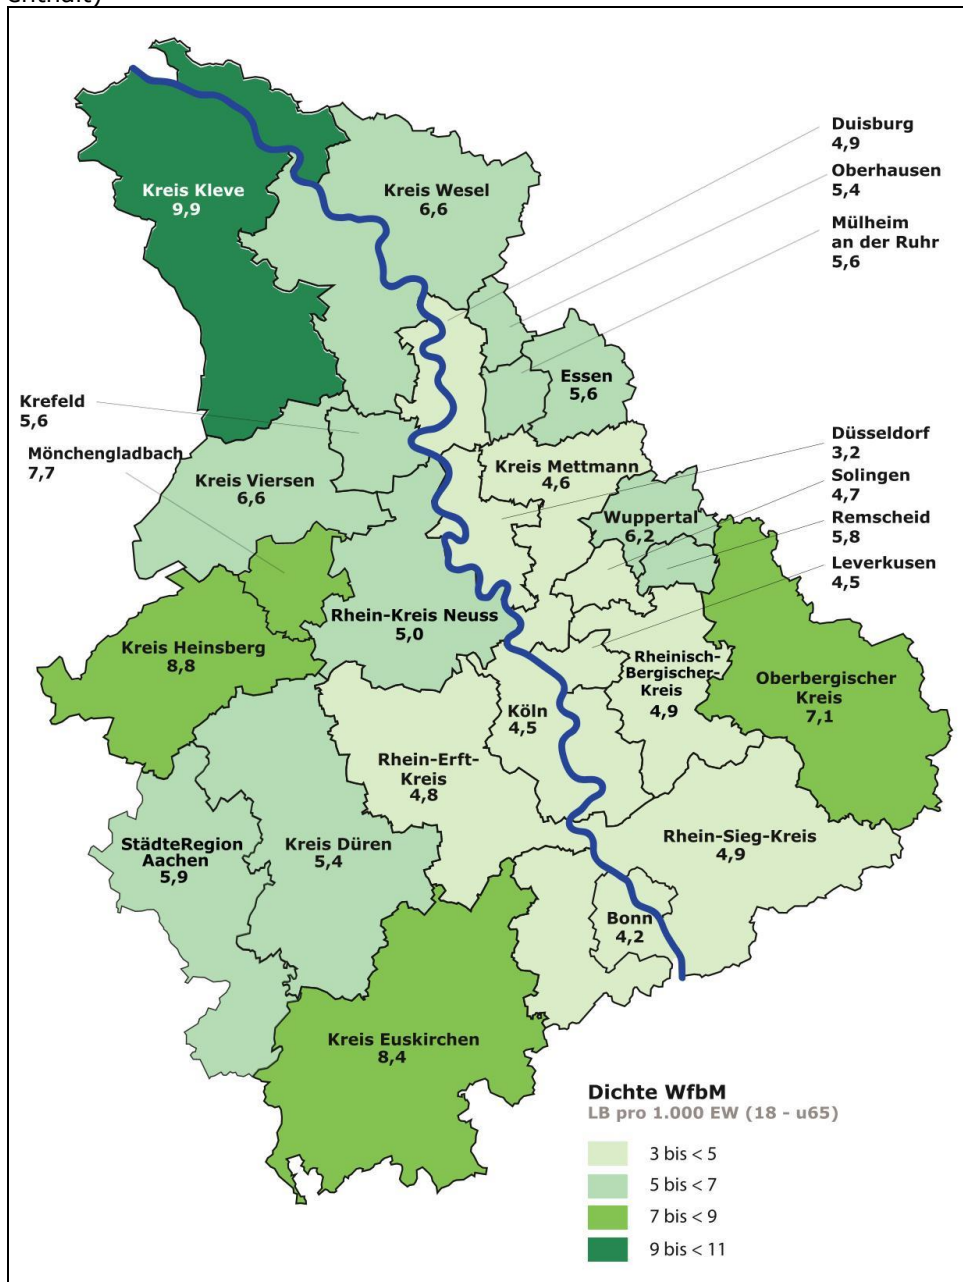 enthält)
Duisburg
4,9
Oberhausen
5,4
Mülheim
an der Ruhr
5,6
Kreis Kleve
9,9
Kreis Wesel
6,6
Essen
5,6
Krefeld
5,6
Mönchengladbach
7,7
Kreis Viersen
6,6
Kreis Mettmann
4,6
Düsseldorf
3,2
Solingen
4,7
Wuppertal
6,2
Remscheid
5,8
Leverkusen
4,5
Rhein-Kreis Neuss
5,0
Kreis Heinsberg
8,8
Rheinisch-
Bergischer-
Kreis
4,9
Oberbergischer
Kreis
7,1
Köln
4,5
Rhein-Erft-
Kreis
4,8
StädteRegion
Aachen
5,9
Kreis Düren
5,4
Rhein-Sieg-Kreis
4,9
Bonn
4,2
Kreis Euskirchen
8,4
Dichte WfbM
LB pro 1.000 EW (18 - u65)
3 bis < 5
5 bis < 7
7 bis < 9
9 bis < 11